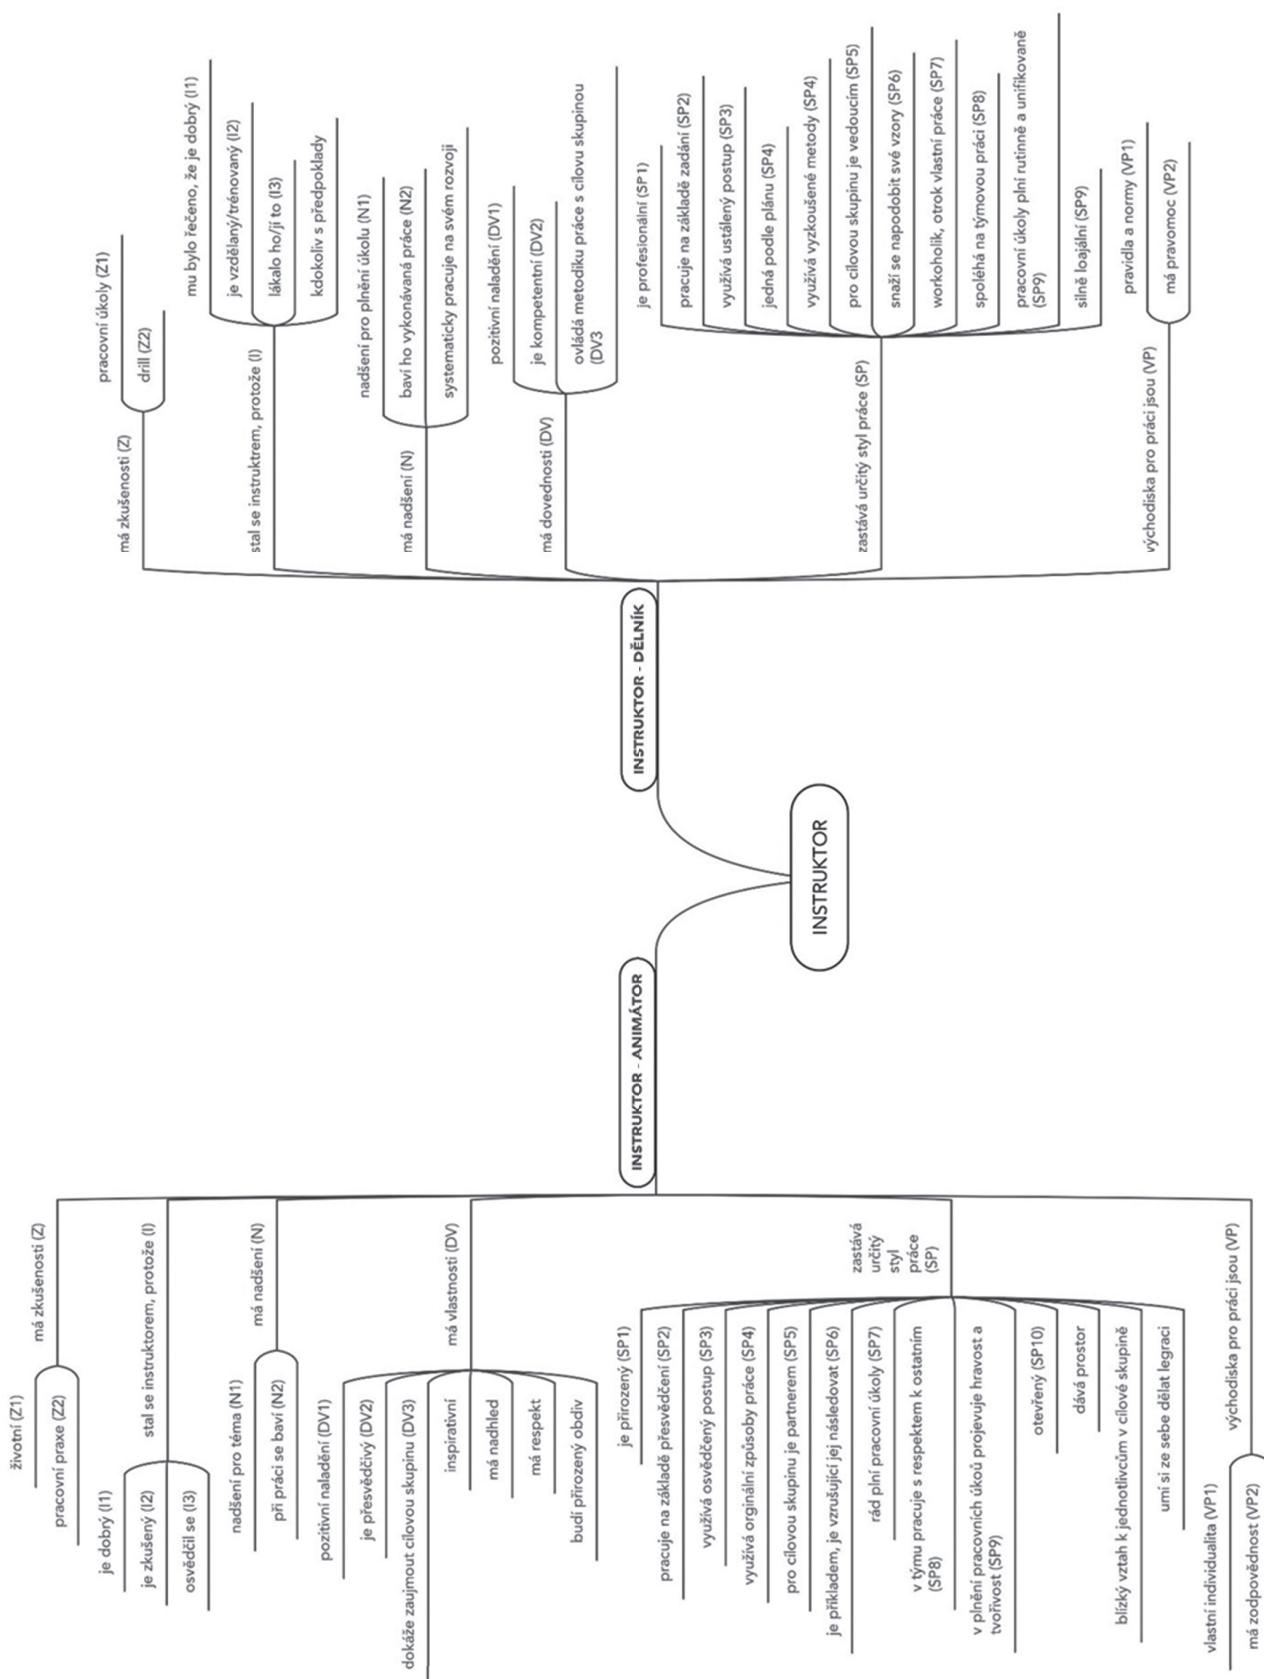 INSTRUKTOR
INSTRUKTOR - ANIMÁTOR
má zkušenosti (Z)
životní (Z1)
pracovní praxe (Z2)
stal se instruktorem, protože (I)
je dobrý (I1)
je zkušený (I2)
osvědčil se (I3)
má nadšení (N)
nadšení pro téma (N1)
při práci se baví (N2)
má vlastnosti (DV)
pozitivní naladění (DV1)
je přesvědčivý (DV2)
dokáže zaujmout cílovou skupinu (DV3)
inspirativní
má nadhled
má respekt
budí přirozený obdiv
zastává
určitý
styl
práce
(SP)
je přirozený (SP1)
pracuje na základě přesvědčení (SP2)
využívá osvědčený postup (SP3)
využívá orginální způsoby práce (SP4)
pro cílovou skupinu je partnerem (SP5)
je příkladem, je vzrušující jej následovat (SP6)
rád plní pracovní úkoly (SP7)
v týmu pracuje s respektem k ostatním
(SP8)
v plnění pracovních úkoů projevuje hravost a
tvořivost (SP9)
otevřený (SP10)
dává prostor
blízký vztah k jednotlivcům v cílové skupině
umí si ze sebe dělat legraci
východiska pro práci jsou (VP)
vlastní individualita (VP1)
má zodpovědnost (VP2)
INSTRUKTOR - DĚLNÍK
má zkušenosti (Z)
pracovní úkoly (Z1)
drill (Z2)
stal se instruktrem, protože (I)
mu bylo řečeno, že je dobrý (I1)
je vzdělaný/trénovaný (I2)
lákalo ho/jí to (I3)
kdokoliv s předpoklady
má nadšení (N)
nadšení pro plnění úkolu (N1)
baví ho vykonávaná práce (N2)
systematicky pracuje na svém rozvoji
má dovednosti (DV)
pozitivní naladění (DV1)
je kompetentní (DV2)
ovládá metodiku práce s cílovu skupinou
(DV3
zastává určitý styl práce (SP)
je profesionální (SP1)
pracuje na základě zadání (SP2)
využívá ustálený postup (SP3)
jedná podle plánu (SP4)
využívá vyzkoušené metody (SP4)
pro cílovou skupinu je vedoucím (SP5)
snaží se napodobit své vzory (SP6)
workoholik, otrok vlastní práce (SP7)
spoléhá na týmovou práci (SP8)
pracovní úkoly plní rutinně a unifikovaně
(SP9)
silně loajální (SP9)
východiska pro práci jsou (VP)
pravidla a normy (VP1)
má pravomoc (VP2)